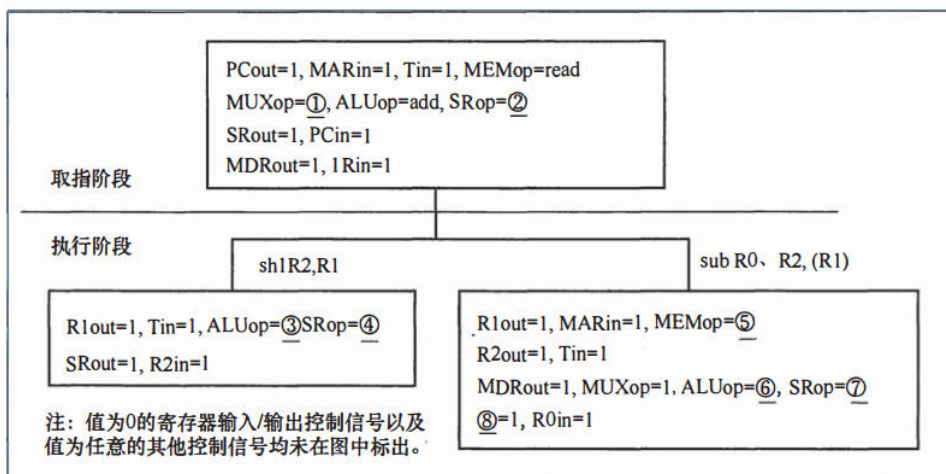 PCout=1, MARin=1, Tin=1, MEMop=read
MUXop=①, ALUop=add, SRop=②
SRout=1, PCin=1
MDRout=1, 1Rin=1
取指阶段
执行阶段
sh1R2,R1
sub R0、R2, (R1)
R1out=1, Tin=1, ALUop=③SRop=④
SRout=1, R2in=1
R1out=1, MARin=1, MEMop=⑤
R2out=1, Tin=1
MDRout=1, MUXop=1, ALUop=⑥, SRop=⑦
⑧=1, R0in=1
注：值为0的寄存器输入/输出控制信号以及
值为任意的其他控制信号均未在图中标出。